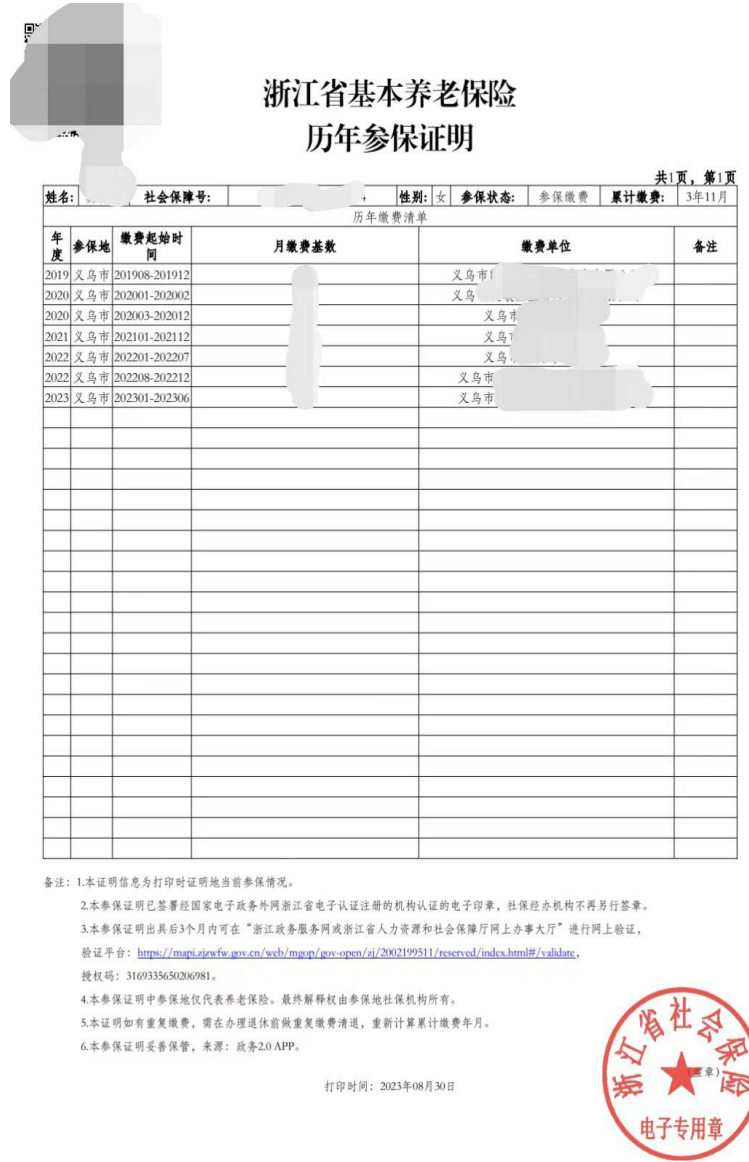 浙江省基本养老保险
历年参保证明
共1页，第1页
姓名: 社会保障号: 性别: 女 参保状态: 参保缴费 累计缴费: 3年11月
历年缴费清单
年度 参保地 缴费起始时间 月缴费基数 缴费单位 备注
2019 义乌市 201908-201912 义乌市
2020 义乌市 202001-202002 义乌
2020 义乌市 202003-202012 义乌市
2021 义乌市 202101-202112 义乌
2022 义乌市 202201-202207 义乌
2022 义乌市 202208-202212 义乌市
2023 义乌市 202301-202306 义乌市
备注：1.本证明信息为打印时证明地当前参保情况。
2.本参保证明已签署经国家电子政务外网浙江省电子认证注册的机构认证的电子印章，社保经办机构不再另行签章。
3.本参保证明出具后3个月内可在“浙江政务服务网或浙江省人力资源和社会保障厅网上办事大厅”进行网上验证，
验证平台：https://mapi.zjzwfw.gov.cn/web/mgop/gov-open/zj/2002199511/reserved/index.html#/validate，
授权码：3169335650206981。
4.本参保证明中参保地仅代表养老保险。最终解释权由参保地社保机构所有。
5.本证明如有重复缴费，需在办理退休前做重复缴费清退，重新计算累计缴费年月。
6.本参保证明妥善保管，来源：政务2.0 APP。
浙江省社会保险
(签章)
电子专用章
打印时间：2023年08月30日